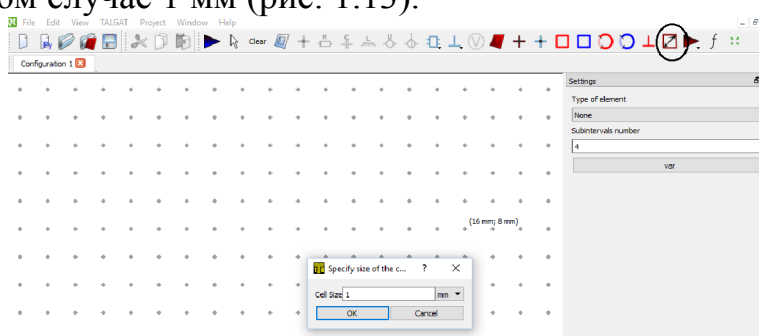 ом случае 1 мм (рис. 1.13).
File Edit View TALGAT Project Window Help
Py Clear f
Configuration 1
Settings
Type of element
None
Subintervals number
4
var
(16 mm; 8 mm)
Specify size of the c... ? ×
Cell Size 1 mm
OK Cancel